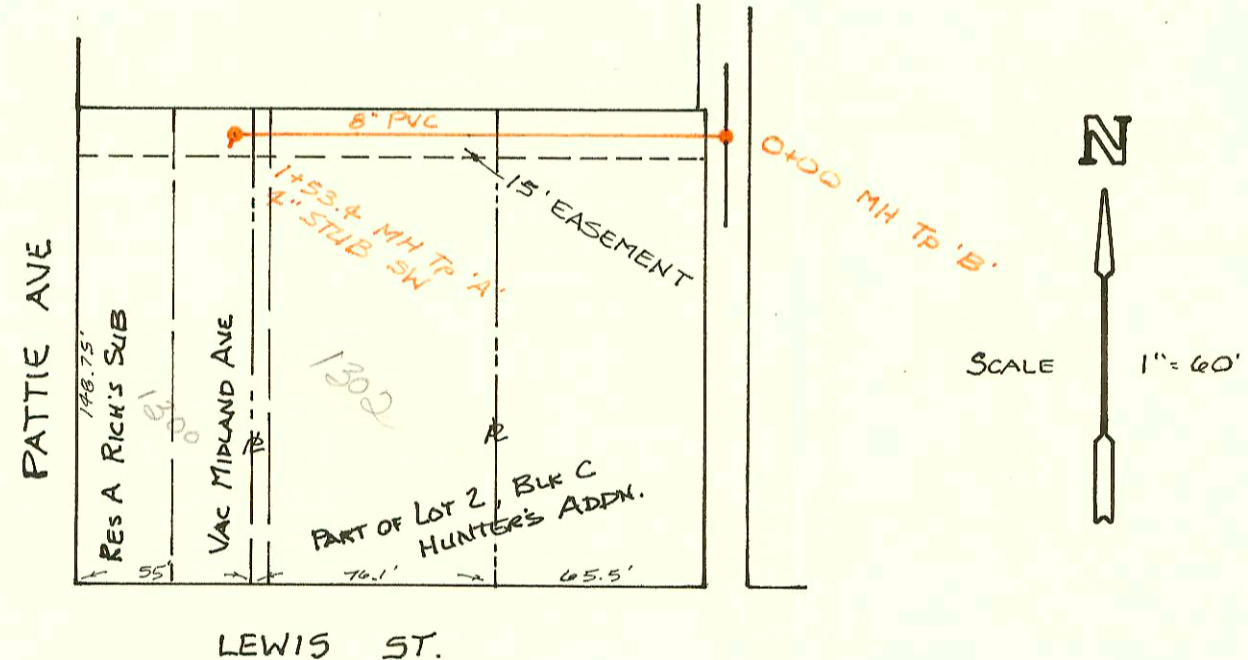 8" PVC
0+00 MH TP 'B'
1+53.4 MH TP 'A'
4" STUB SW
15' EASEMENT
N
SCALE 1" = 60'
PATTIE AVE
148.75'
RES A RICH'S SUB
1300
VAC MIDLAND AVE
1302
PART OF LOT 2, BLK C
HUNTER'S ADDN.
55'
76.1'
65.5'
LEWIS ST.